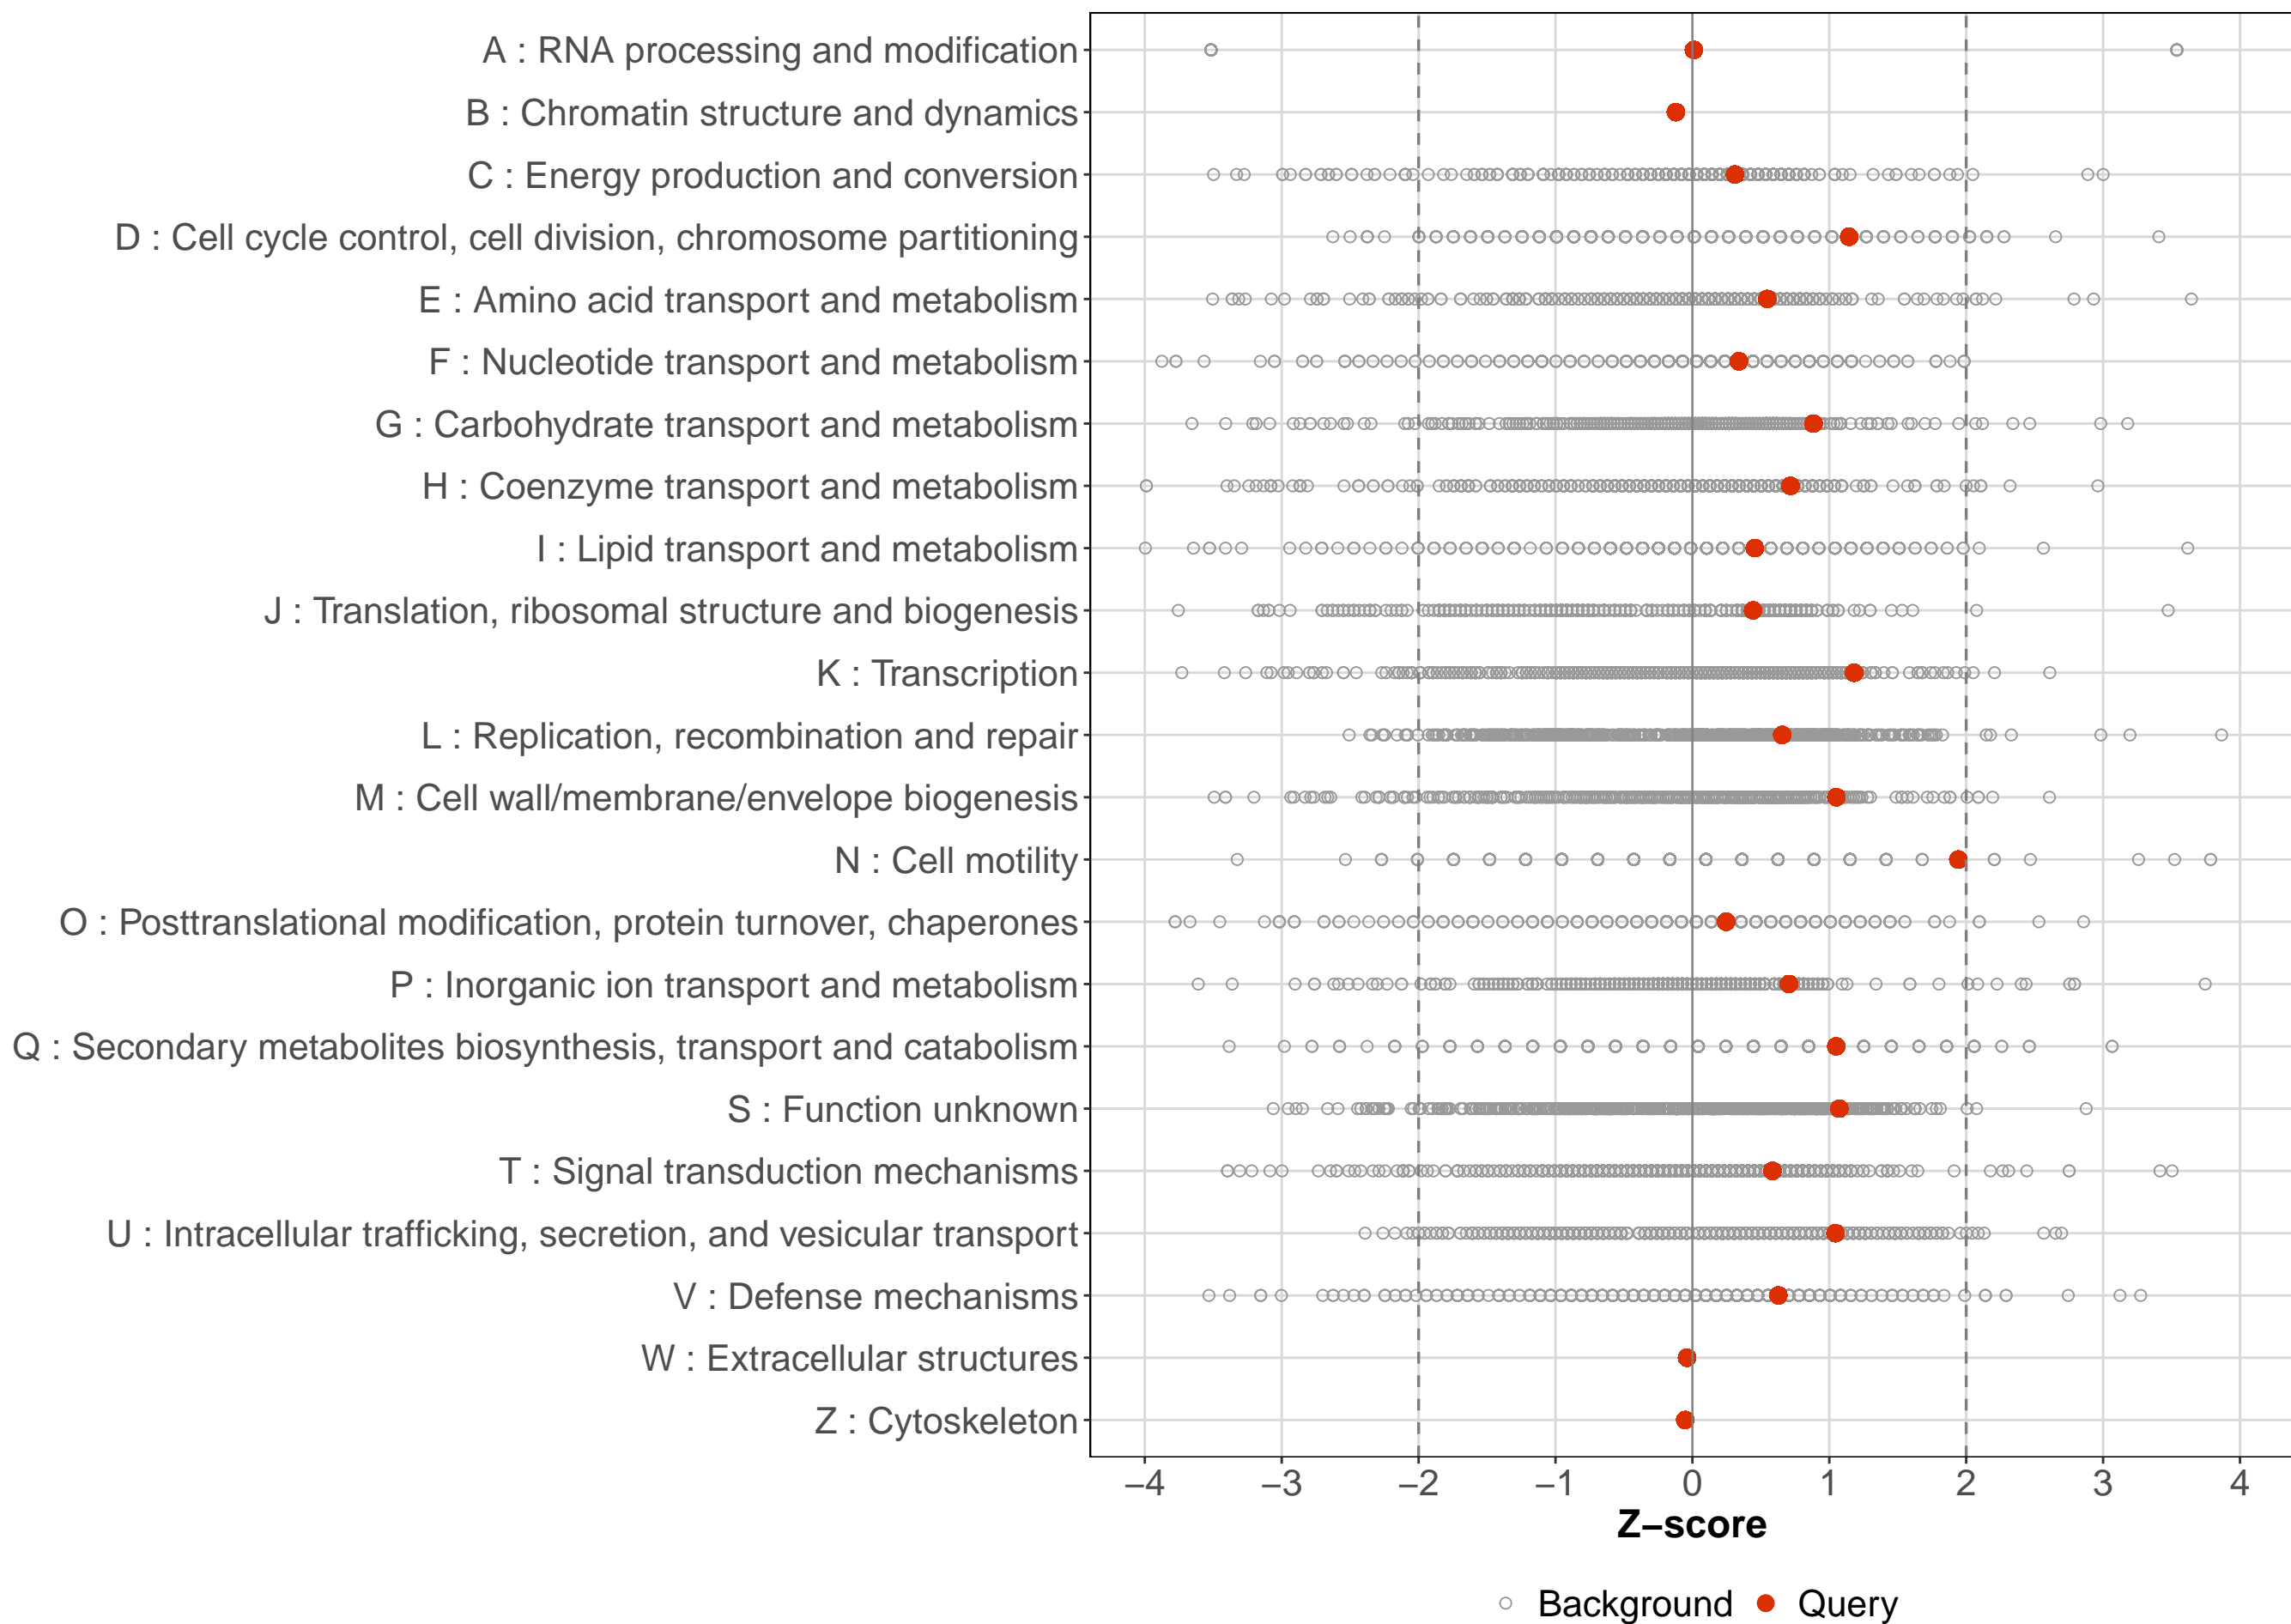 A : RNA processing and modification
B : Chromatin structure and dynamics
C : Energy production and conversion
D : Cell cycle control, cell division, chromosome partitioning
E : Amino acid transport and metabolism
F : Nucleotide transport and metabolism
G : Carbohydrate transport and metabolism
H : Coenzyme transport and metabolism
I : Lipid transport and metabolism
J : Translation, ribosomal structure and biogenesis
K : Transcription
L : Replication, recombination and repair
M : Cell wall/membrane/envelope biogenesis
N : Cell motility
O : Posttranslational modification, protein turnover, chaperones
P : Inorganic ion transport and metabolism
Q : Secondary metabolites biosynthesis, transport and catabolism
S : Function unknown
T : Signal transduction mechanisms
U : Intracellular trafficking, secretion, and vesicular transport
V : Defense mechanisms
W : Extracellular structures
Z : Cytoskeleton
−4 −3 −2 −1 0 1 2 3 4
Z−score
Background Query